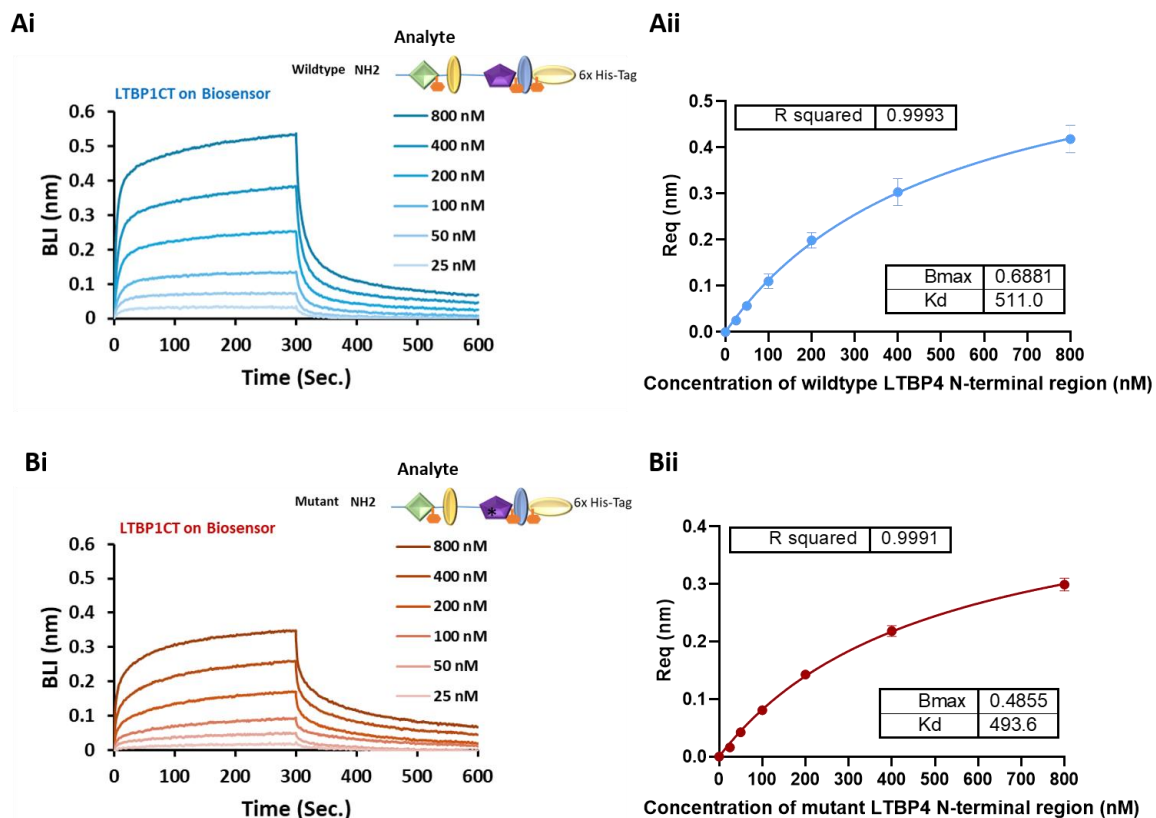 Ai
Analyte
Wildtype NH2
6x His-Tag
LTBP1CT on Biosensor
800 nM
400 nM
200 nM
100 nM
50 nM
25 nM
BLI (nm)
0.6
0.5
0.4
0.3
0.2
0.1
0
0 100 200 300 400 500 600
Time (Sec.)
Aii
R squared 0.9993
Bmax 0.6881
Kd 511.0
Req (nm)
0.5
0.4
0.3
0.2
0.1
0.0
0 100 200 300 400 500 600 700 800
Concentration of wildtype LTBP4 N-terminal region (nM)
Bi
Analyte
Mutant NH2
*
6x His-Tag
LTBP1CT on Biosensor
800 nM
400 nM
200 nM
100 nM
50 nM
25 nM
BLI (nm)
0.6
0.5
0.4
0.3
0.2
0.1
0
0 100 200 300 400 500 600
Time (Sec.)
Bii
R squared 0.9991
Bmax 0.4855
Kd 493.6
Req (nm)
0.4
0.3
0.2
0.1
0.0
0 100 200 300 400 500 600 700 800
Concentration of mutant LTBP4 N-terminal region (nM)